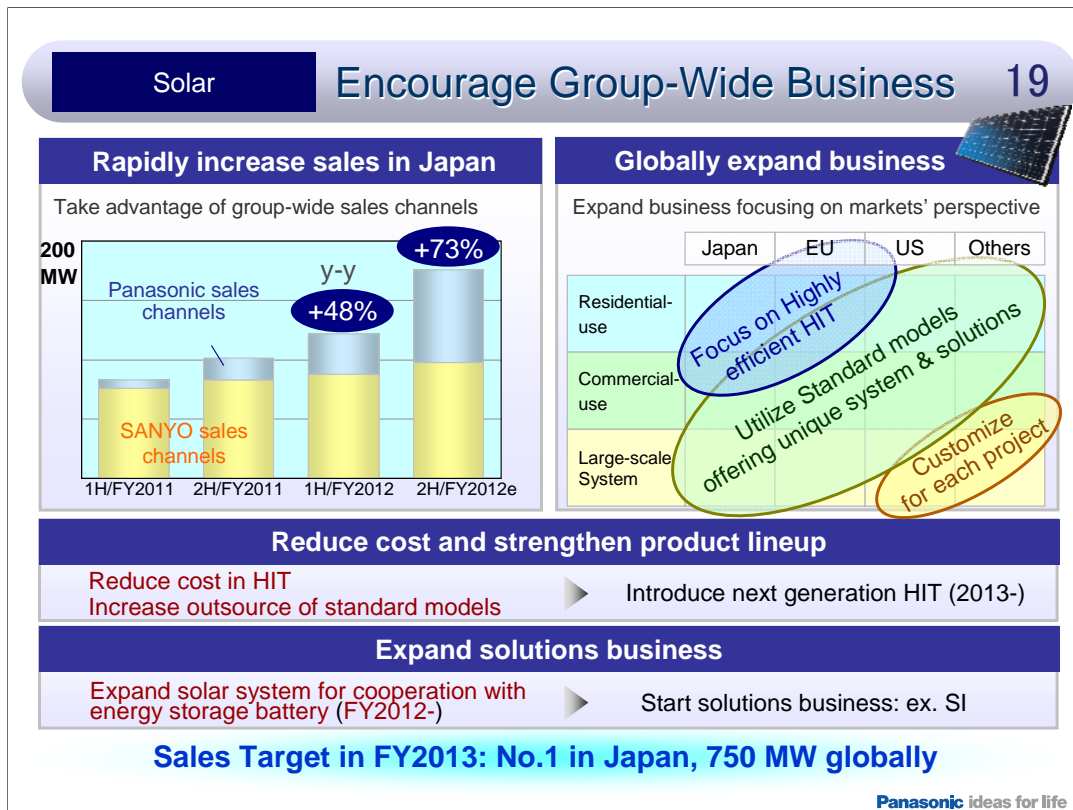 Solar
Encourage Group-Wide Business
19
Rapidly increase sales in Japan
Take advantage of group-wide sales channels
200
MW
Panasonic sales
channels
y-y
+48%
+73%
SANYO sales
channels
1H/FY2011
2H/FY2011
1H/FY2012
2H/FY2012e
Globally expand business
Expand business focusing on markets’ perspective
Japan
EU
US
Others
Residential-
use
Commercial-
use
Large-scale
System
Focus on Highly
efficient HIT
Utilize Standard models
offering unique system & solutions
Customize
for each project
Reduce cost and strengthen product lineup
Reduce cost in HIT
Increase outsource of standard models
Introduce next generation HIT (2013-)
Expand solutions business
Expand solar system for cooperation with
energy storage battery (FY2012-)
Start solutions business: ex. SI
Sales Target in FY2013: No.1 in Japan, 750 MW globally
Panasonic ideas for life